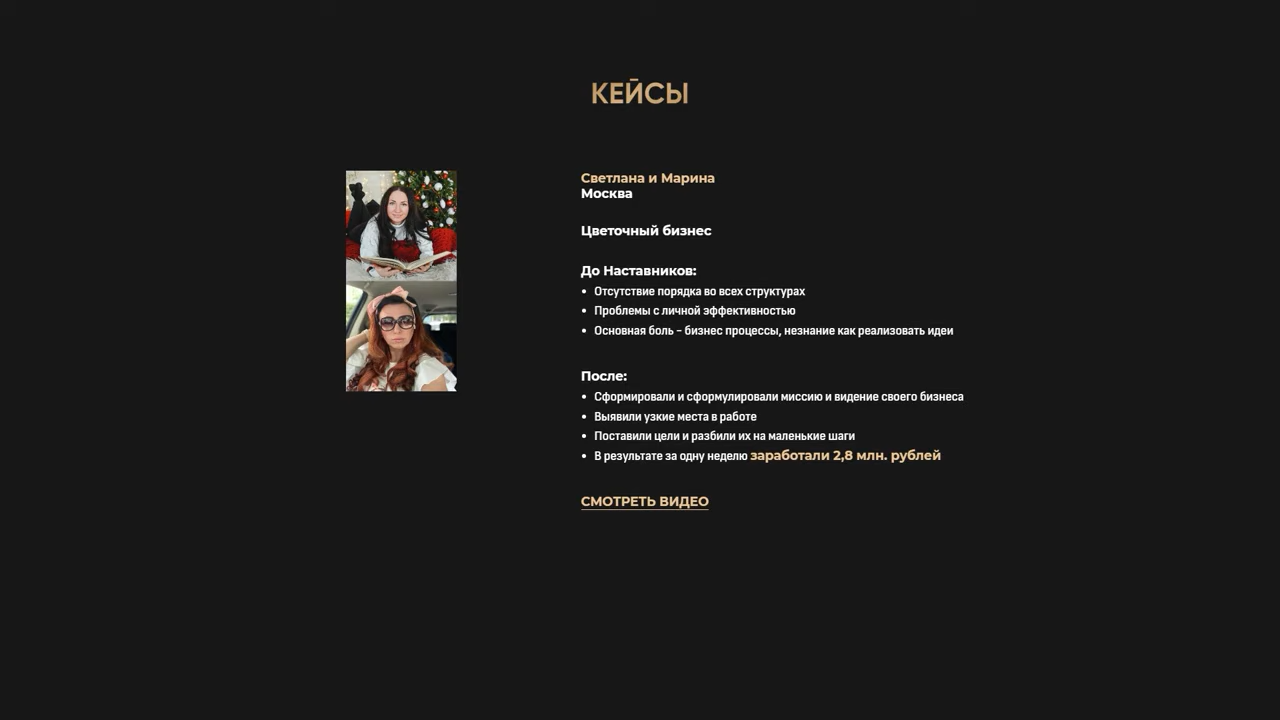 КЕЙСЫ
Светлана и Марина
Москва
Цветочный бизнес
До Наставников:
• Отсутствие порядка во всех структурах
• Проблемы с личной эффективностью
• Основная боль - бизнес процессы, незнание как реализовать идеи
После:
• Сформировали и сформулировали миссию и видение своего бизнеса
• Выявили узкие места в работе
• Поставили цели и разбили их на маленькие шаги
• В результате за одну неделю заработали 2,8 млн. рублей
СМОТРЕТЬ ВИДЕО